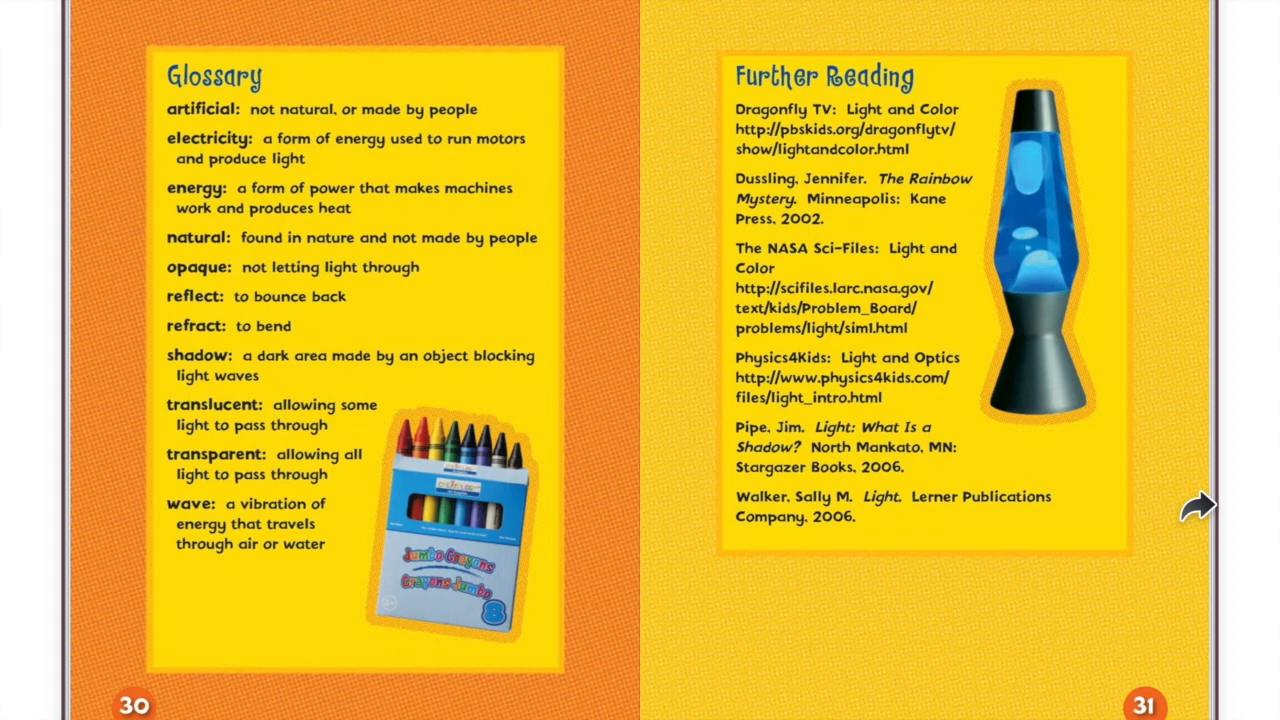 Glossary
artificial: not natural, or made by people
electricity: a form of energy used to run motors
and produce light
energy: a form of power that makes machines
work and produces heat
natural: found in nature and not made by people
opaque: not letting light through
reflect: to bounce back
refract: to bend
shadow: a dark area made by an object blocking
light waves
translucent: allowing some
light to pass through
transparent: allowing all
light to pass through
wave: a vibration of
energy that travels
through air or water
Jumbo Crayons
Crayons Jumbo
8
30
Further Reading
Dragonfly TV: Light and Color
http://pbskids.org/dragonflytv/
show/lightandcolor.html
Dussling, Jennifer. The Rainbow
Mystery. Minneapolis: Kane
Press, 2002.
The NASA Sci-Files: Light and
Color
http://scifiles.larc.nasa.gov/
text/kids/Problem_Board/
problems/light/sim1.html
Physics4Kids: Light and Optics
http://www.physics4kids.com/
files/light_intro.html
Pipe, Jim. Light: What Is a
Shadow? North Mankato, MN:
Stargazer Books, 2006.
Walker, Sally M. Light. Lerner Publications
Company, 2006.
31